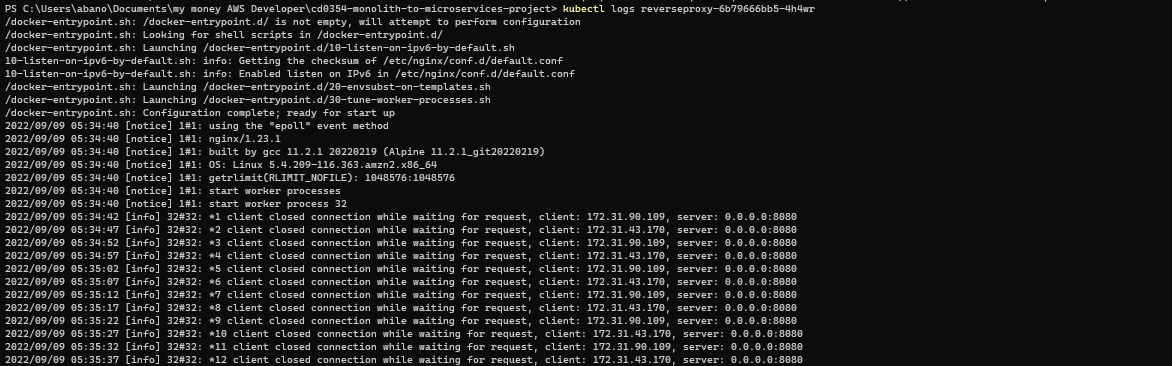 PS C:\Users\abano\Documents\my money AWS Developer\cd0354-monolith-to-microservices-project> kubectl logs reverseproxy-6b79666bb5-4h4wr
/docker-entrypoint.sh: /docker-entrypoint.d/ is not empty, will attempt to perform configuration
/docker-entrypoint.sh: Looking for shell scripts in /docker-entrypoint.d/
/docker-entrypoint.sh: Launching /docker-entrypoint.d/10-listen-on-ipv6-by-default.sh
10-listen-on-ipv6-by-default.sh: info: Getting the checksum of /etc/nginx/conf.d/default.conf
10-listen-on-ipv6-by-default.sh: info: Enabled listen on IPv6 in /etc/nginx/conf.d/default.conf
/docker-entrypoint.sh: Launching /docker-entrypoint.d/20-envsubst-on-templates.sh
/docker-entrypoint.sh: Launching /docker-entrypoint.d/30-tune-worker-processes.sh
/docker-entrypoint.sh: Configuration complete; ready for start up
2022/09/09 05:34:40 [notice] 1#1: using the "epoll" event method
2022/09/09 05:34:40 [notice] 1#1: nginx/1.23.1
2022/09/09 05:34:40 [notice] 1#1: built by gcc 11.2.1 20220219 (Alpine 11.2.1_git20220219)
2022/09/09 05:34:40 [notice] 1#1: OS: Linux 5.4.209-116.363.amzn2.x86_64
2022/09/09 05:34:40 [notice] 1#1: getrlimit(RLIMIT_NOFILE): 1048576:1048576
2022/09/09 05:34:40 [notice] 1#1: start worker processes
2022/09/09 05:34:40 [notice] 1#1: start worker process 32
2022/09/09 05:34:42 [info] 32#32: *1 client closed connection while waiting for request, client: 172.31.90.109, server: 0.0.0.0:8080
2022/09/09 05:34:47 [info] 32#32: *2 client closed connection while waiting for request, client: 172.31.43.170, server: 0.0.0.0:8080
2022/09/09 05:34:52 [info] 32#32: *3 client closed connection while waiting for request, client: 172.31.90.109, server: 0.0.0.0:8080
2022/09/09 05:34:57 [info] 32#32: *4 client closed connection while waiting for request, client: 172.31.43.170, server: 0.0.0.0:8080
2022/09/09 05:35:02 [info] 32#32: *5 client closed connection while waiting for request, client: 172.31.90.109, server: 0.0.0.0:8080
2022/09/09 05:35:07 [info] 32#32: *6 client closed connection while waiting for request, client: 172.31.43.170, server: 0.0.0.0:8080
2022/09/09 05:35:12 [info] 32#32: *7 client closed connection while waiting for request, client: 172.31.90.109, server: 0.0.0.0:8080
2022/09/09 05:35:17 [info] 32#32: *8 client closed connection while waiting for request, client: 172.31.43.170, server: 0.0.0.0:8080
2022/09/09 05:35:22 [info] 32#32: *9 client closed connection while waiting for request, client: 172.31.90.109, server: 0.0.0.0:8080
2022/09/09 05:35:27 [info] 32#32: *10 client closed connection while waiting for request, client: 172.31.43.170, server: 0.0.0.0:8080
2022/09/09 05:35:32 [info] 32#32: *11 client closed connection while waiting for request, client: 172.31.90.109, server: 0.0.0.0:8080
2022/09/09 05:35:37 [info] 32#32: *12 client closed connection while waiting for request, client: 172.31.43.170, server: 0.0.0.0:8080